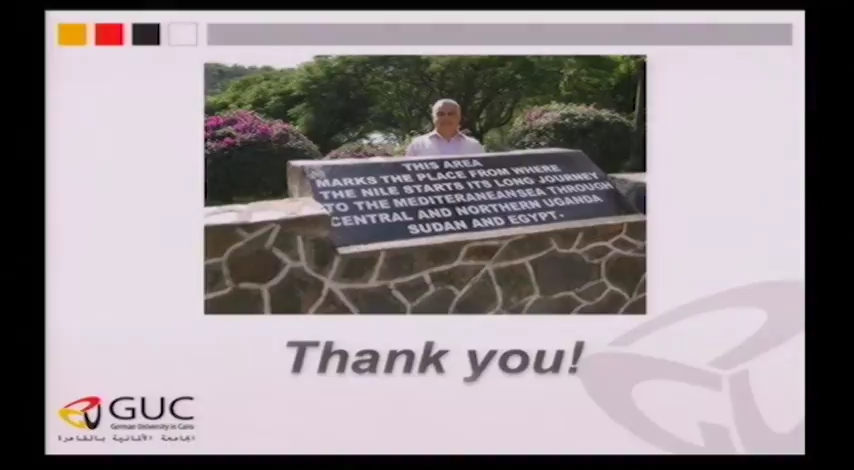 THIS AREA
MARKS THE PLACE FROM WHERE
THE NILE STARTS ITS LONG JOURNEY
TO THE MEDITERANEANSEA THROUGH
CENTRAL AND NORTHERN UGANDA
SUDAN AND EGYPT.
Thank you!
GUC
German University in Cairo
الجامعة الألمانية بالقاهرة